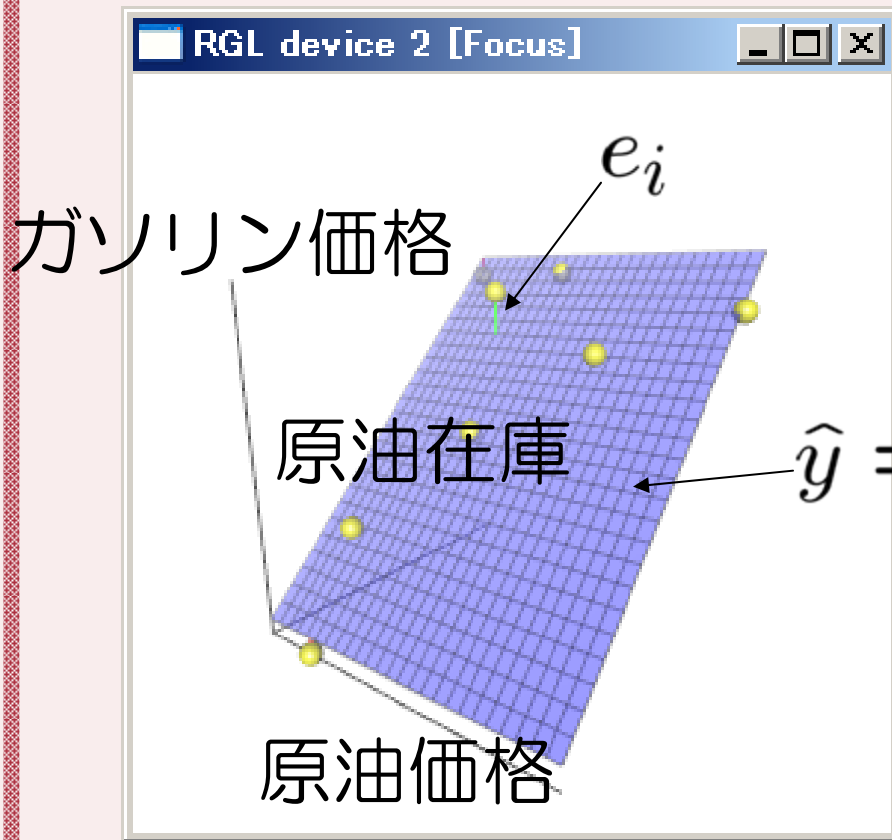 RGL device 2 [Focus]
e_i
ガソリン価格
原油在庫
ŷ =
原油価格